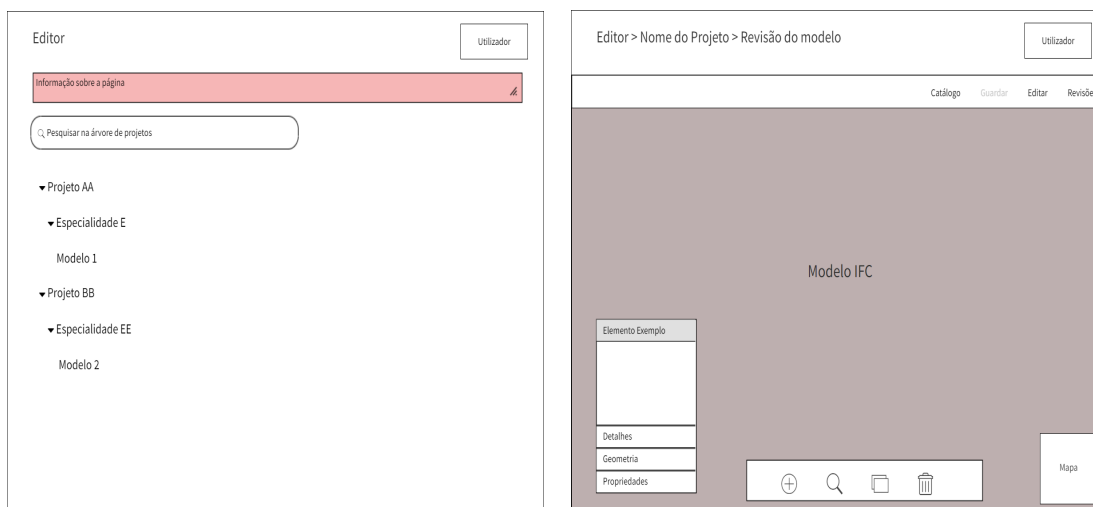 Editor
Utilizador
Informação sobre a página
Pesquisar na árvore de projetos
Projeto AA
Especialidade E
Modelo 1
Projeto BB
Especialidade EE
Modelo 2
Editor > Nome do Projeto > Revisão do modelo
Utilizador
Catálogo Guardar Editar Revisõe
Modelo IFC
Elemento Exemplo
Detalhes
Geometria
Propriedades
Mapa